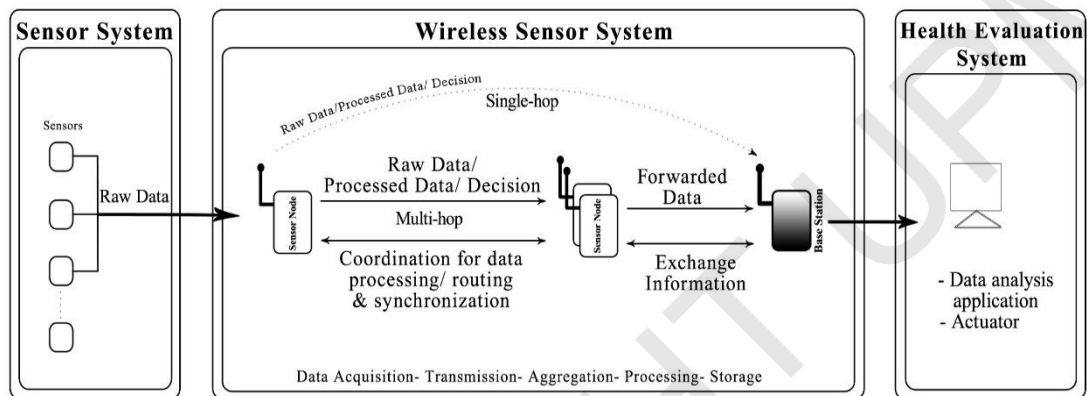 Sensor System
Sensors
Raw Data
Wireless Sensor System
Raw Data/Processed Data/ Decision
Single-hop
Sensor Node
Raw Data/
Processed Data/ Decision
Multi-hop
Coordination for data
processing/ routing
& synchronization
Sensor Node
Forwarded
Data
Exchange
Information
Base Station
Data Acquisition- Transmission- Aggregation- Processing- Storage
Health Evaluation
System
- Data analysis
application
- Actuator
UPM